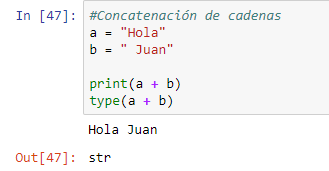 In [47]: #Concatenación de cadenas
a = "Hola"
b = " Juan"
print(a + b)
type(a + b)
Hola Juan
Out[47]: str